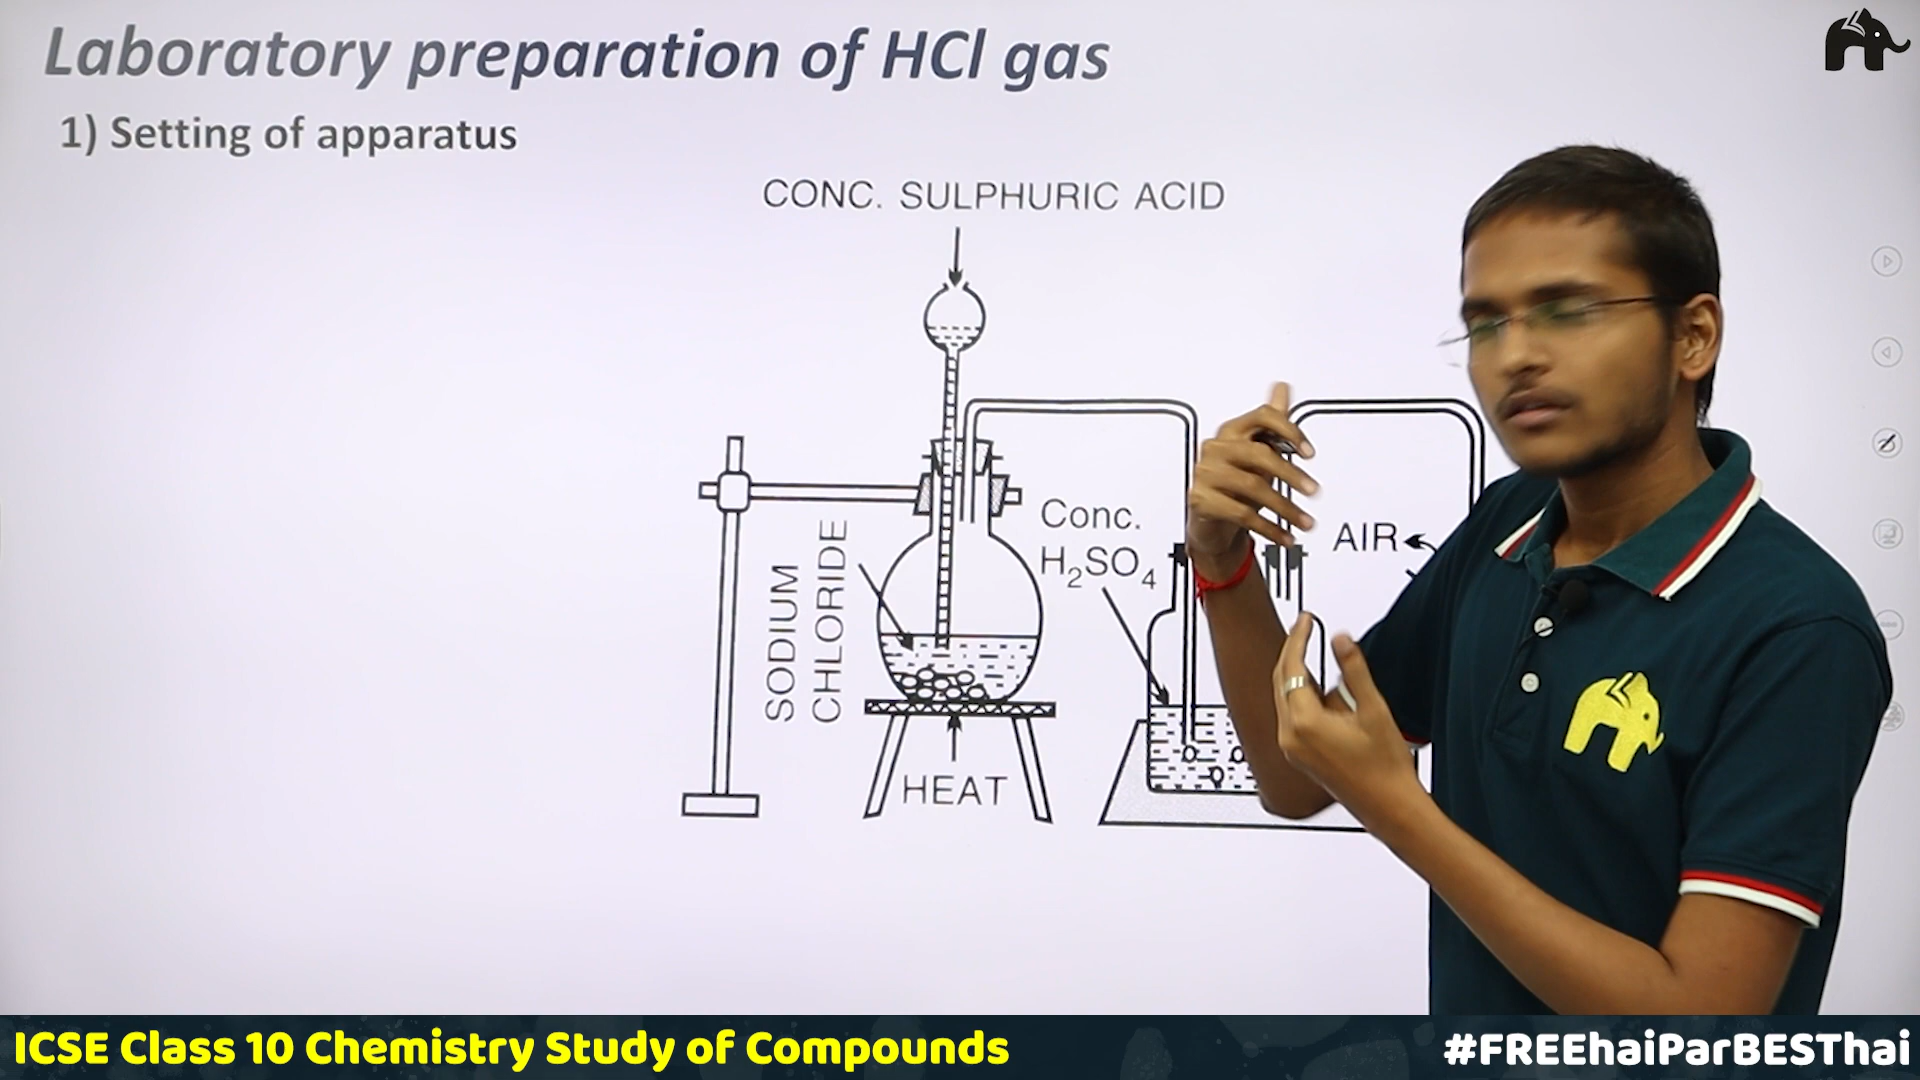 Laboratory preparation of HCl gas
1) Setting of apparatus
CONC. SULPHURIC ACID
Conc.
H₂SO₄
AIR
SODIUM
CHLORIDE
HEAT
ICSE Class 10 Chemistry Study of Compounds
#FREEhaiParBESThai